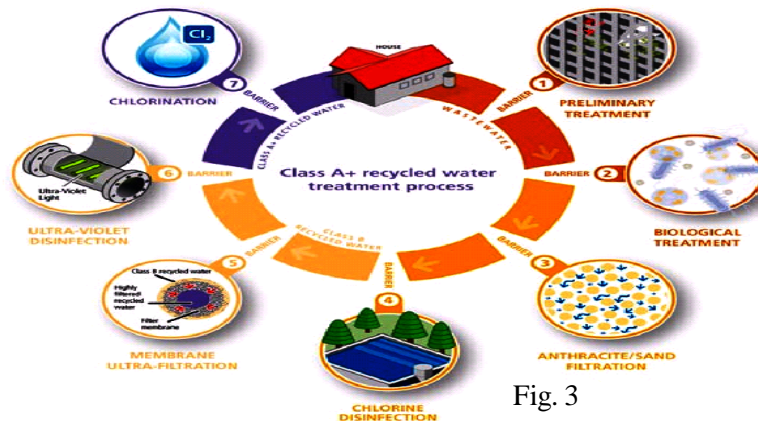 HOUSE
WASTEWATER
BARRIER
1
PRELIMINARY
TREATMENT
BARRIER
2
BIOLOGICAL
TREATMENT
BARRIER
3
ANTHRACITE/SAND
FILTRATION
BARRIER
4
CHLORINE
DISINFECTION
CLASS B
RECYCLED WATER
BARRIER
5
Class B recycled water
Highly
filtered
recycled
water
Filter
membrane
MEMBRANE
ULTRA-FILTRATION
BARRIER
6
Ultra-Violet
Light
ULTRA-VIOLET
DISINFECTION
BARRIER
7
Cl₂
CHLORINATION
CLASS A+ RECYCLED WATER
Class A+ recycled water
treatment process
Fig. 3